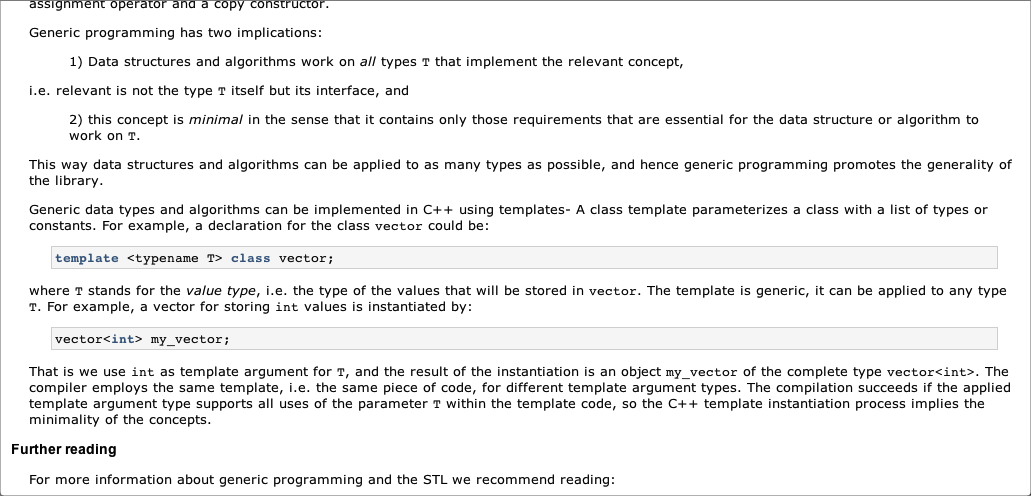 assignment operator and a copy constructor.
Generic programming has two implications:
1) Data structures and algorithms work on all types T that implement the relevant concept,
i.e. relevant is not the type T itself but its interface, and
2) this concept is minimal in the sense that it contains only those requirements that are essential for the data structure or algorithm to
work on T.
This way data structures and algorithms can be applied to as many types as possible, and hence generic programming promotes the generality of
the library.
Generic data types and algorithms can be implemented in C++ using templates- A class template parameterizes a class with a list of types or
constants. For example, a declaration for the class vector could be:
template <typename T> class vector;
where T stands for the value type, i.e. the type of the values that will be stored in vector. The template is generic, it can be applied to any type
T. For example, a vector for storing int values is instantiated by:
vector<int> my_vector;
That is we use int as template argument for T, and the result of the instantiation is an object my_vector of the complete type vector<int>. The
compiler employs the same template, i.e. the same piece of code, for different template argument types. The compilation succeeds if the applied
template argument type supports all uses of the parameter T within the template code, so the C++ template instantiation process implies the
minimality of the concepts.
Further reading
For more information about generic programming and the STL we recommend reading: